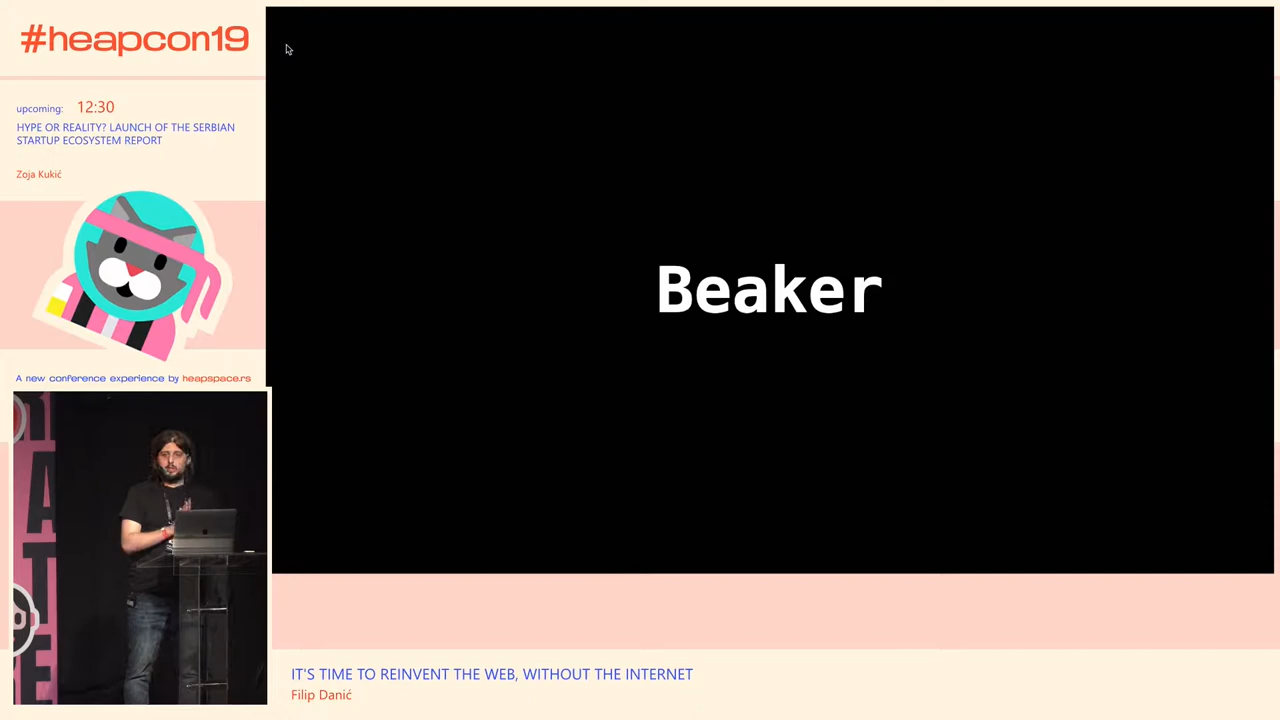 #heapcon19
upcoming: 12:30
HYPE OR REALITY? LAUNCH OF THE SERBIAN
STARTUP ECOSYSTEM REPORT
Zoja Kukić
A new conference experience by heapspace.rs
Beaker
IT'S TIME TO REINVENT THE WEB, WITHOUT THE INTERNET
Filip Danić